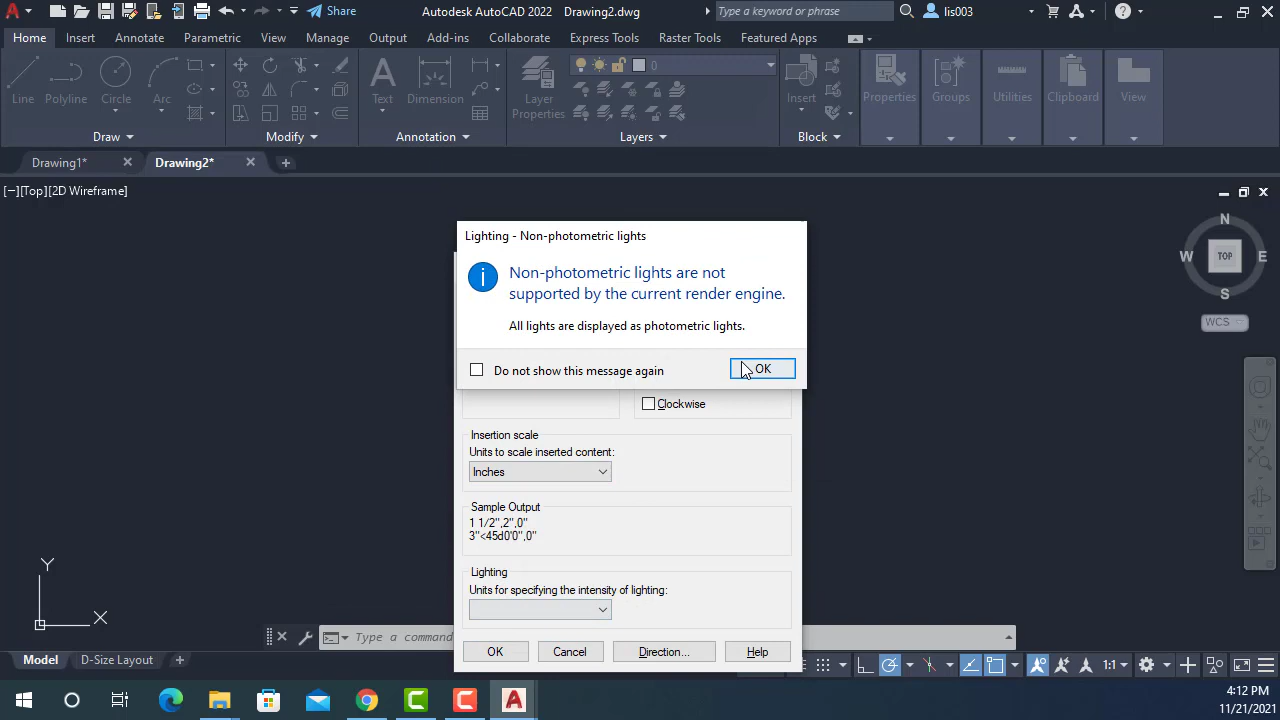 Share
Autodesk AutoCAD 2022 Drawing2.dwg
Type a keyword or phrase
lis003
Home Insert Annotate Parametric View Manage Output Add-ins Collaborate Express Tools Raster Tools Featured Apps
0
Line Polyline Circle Arc
Text Dimension
Layer
Properties
Insert
Properties Groups Utilities Clipboard View
Draw Modify Annotation Layers Block
Drawing1* Drawing2*
[−][Top][2D Wireframe]
N
W TOP E
S
WCS
Lighting - Non-photometric lights
Non-photometric lights are not
supported by the current render engine.
All lights are displayed as photometric lights.
Do not show this message again
OK
Clockwise
Insertion scale
Units to scale inserted content:
Inches
Sample Output
1 1/2",2",0"
3"<45d0'0",0"
Lighting
Units for specifying the intensity of lighting:
OK Cancel Direction... Help
Y
X
Type a command
Model D-Size Layout
1:1
4:12 PM
11/21/2021